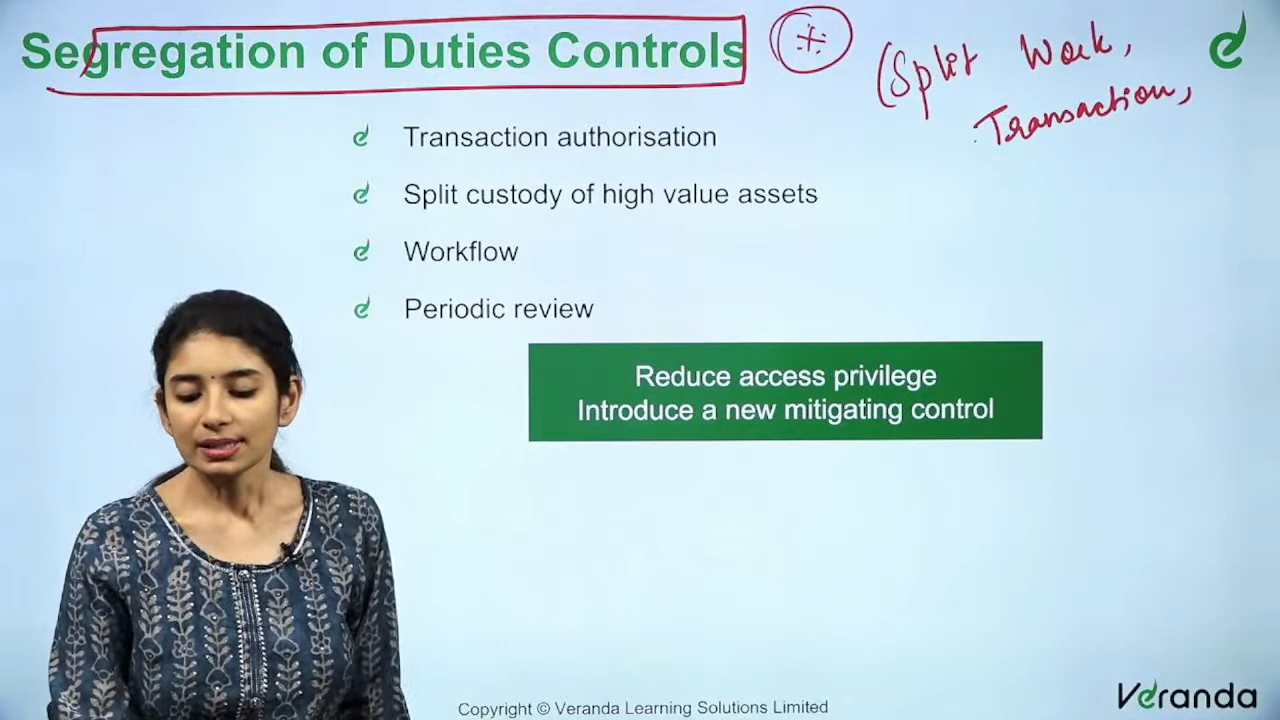 Segregation of Duties Controls
(Split Work,
Transaction,
Transaction authorisation
Split custody of high value assets
Workflow
Periodic review
Reduce access privilege
Introduce a new mitigating control
Copyright © Veranda Learning Solutions Limited
Veranda